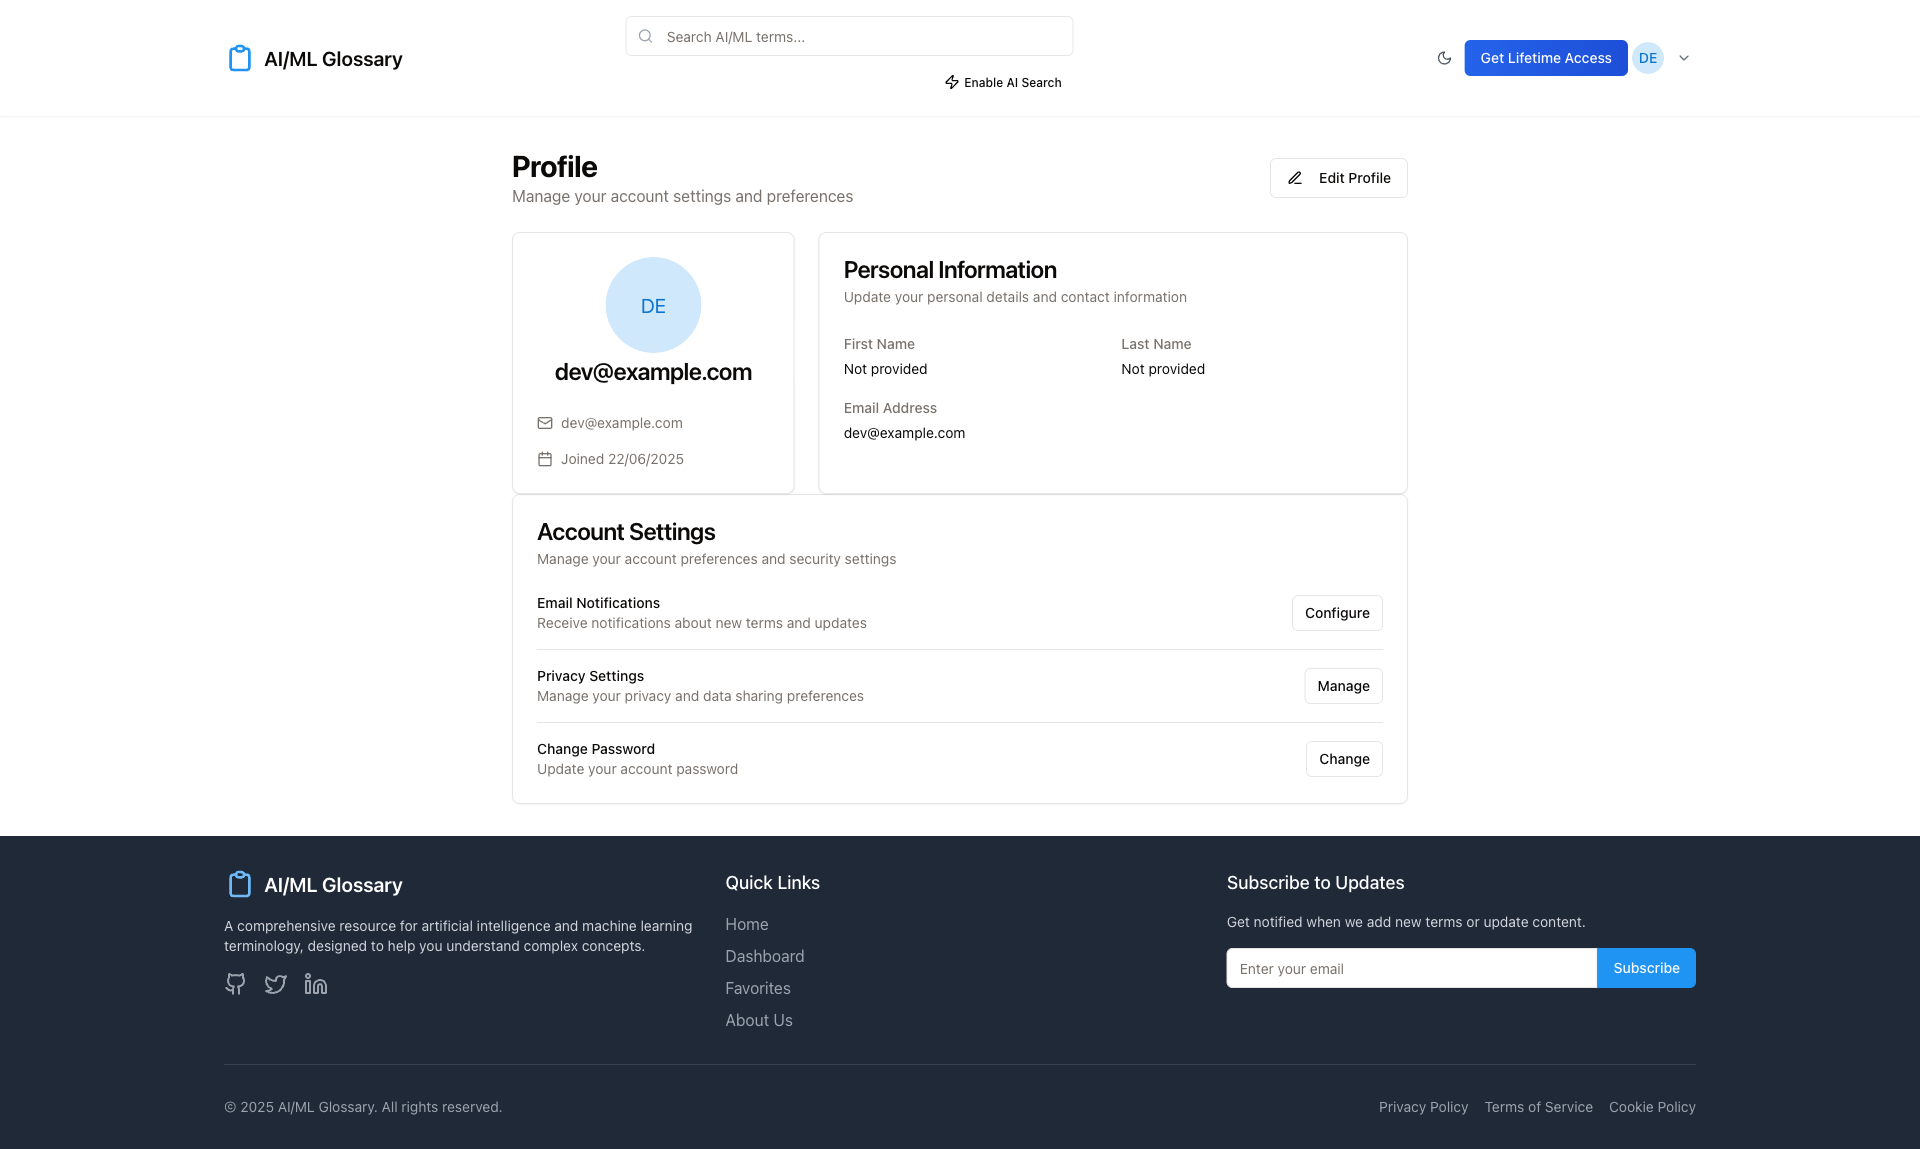 AI/ML Glossary
Search AI/ML terms...
Enable AI Search
Get Lifetime Access
DE
Profile
Manage your account settings and preferences
Edit Profile
DE
dev@example.com
dev@example.com
Joined 22/06/2025
Personal Information
Update your personal details and contact information
First Name
Not provided
Last Name
Not provided
Email Address
dev@example.com
Account Settings
Manage your account preferences and security settings
Email Notifications
Receive notifications about new terms and updates
Configure
Privacy Settings
Manage your privacy and data sharing preferences
Manage
Change Password
Update your account password
Change
AI/ML Glossary
A comprehensive resource for artificial intelligence and machine learning
terminology, designed to help you understand complex concepts.
Quick Links
Home
Dashboard
Favorites
About Us
Subscribe to Updates
Get notified when we add new terms or update content.
Enter your email
Subscribe
© 2025 AI/ML Glossary. All rights reserved.
Privacy Policy
Terms of Service
Cookie Policy